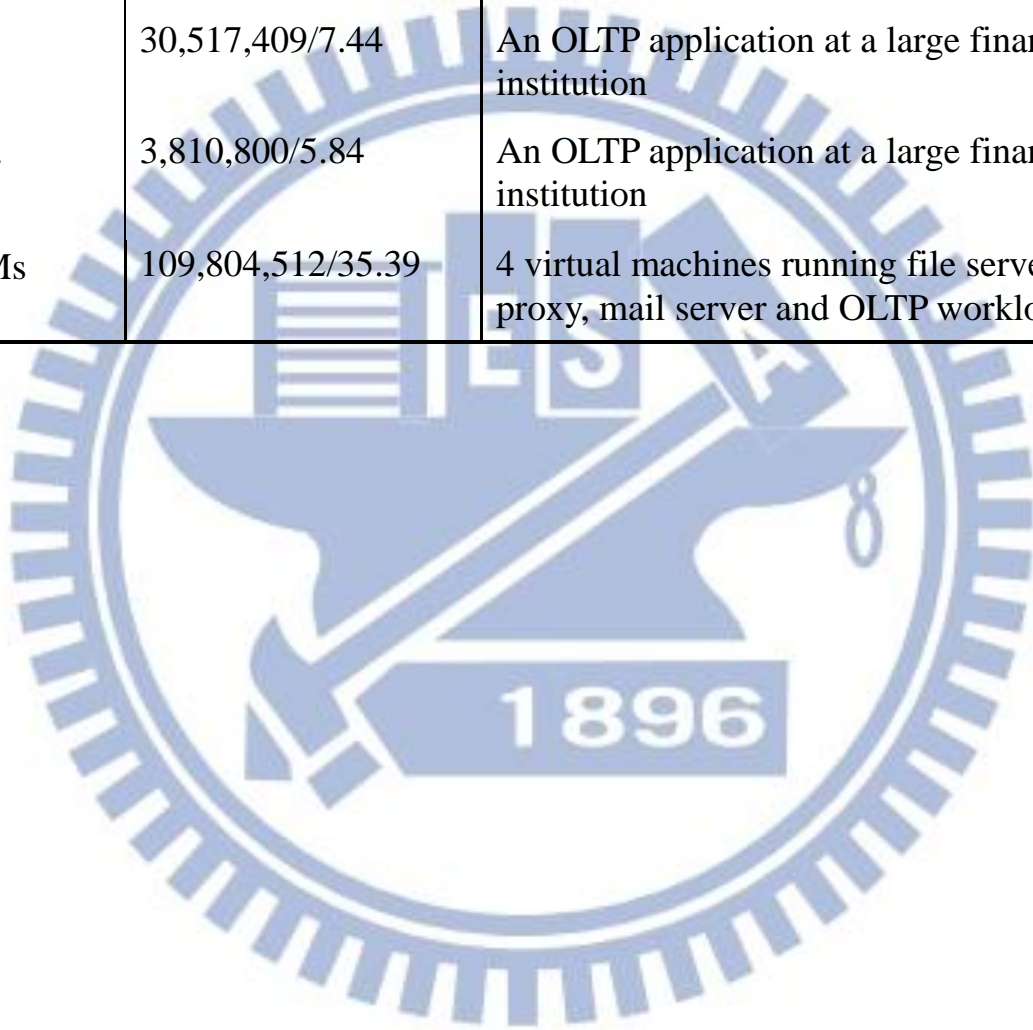 30,517,409/7.44 An OLTP application at a large finan
institution
3,810,800/5.84 An OLTP application at a large finan
institution
Ms 109,804,512/35.39 4 virtual machines running file serve
proxy, mail server and OLTP worklo
E S A
1896